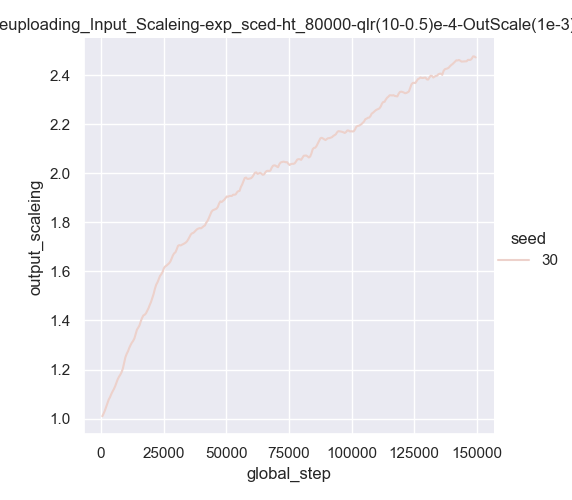 euploading_Input_Scaleing-exp_sced-ht_80000-qlr(10-0.5)e-4-OutScale(1e-3)
2.4
2.2
2.0
1.8
1.6
1.4
1.2
1.0
output_scaleing
0 25000 50000 75000 100000 125000 150000
global_step
seed
30